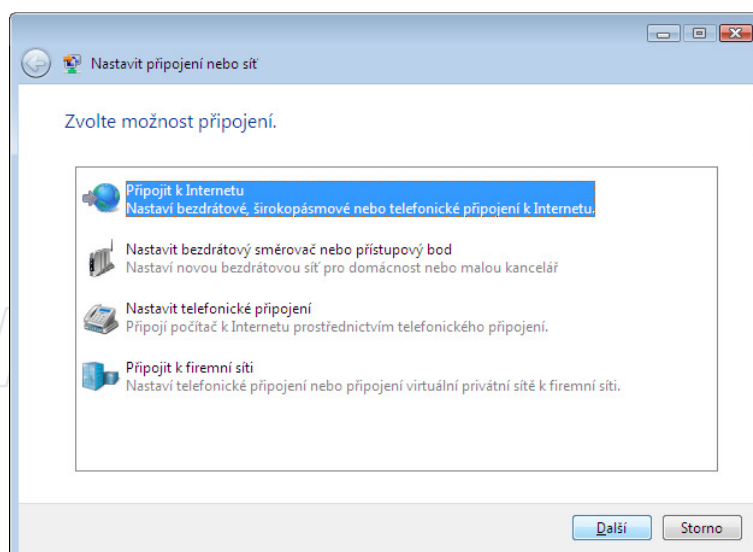 Nastavit připojení nebo síť
Zvolte možnost připojení.
Připojit k Internetu
Nastaví bezdrátové, širokopásmové nebo telefonické připojení k Internetu.
Nastavit bezdrátový směrovač nebo přístupový bod
Nastaví novou bezdrátovou síť pro domácnost nebo malou kancelář
Nastavit telefonické připojení
Připojí počítač k Internetu prostřednictvím telefonického připojení.
Připojit k firemní síti
Nastaví telefonické připojení nebo připojení virtuální privátní sítě k firemní síti.
Další
Storno